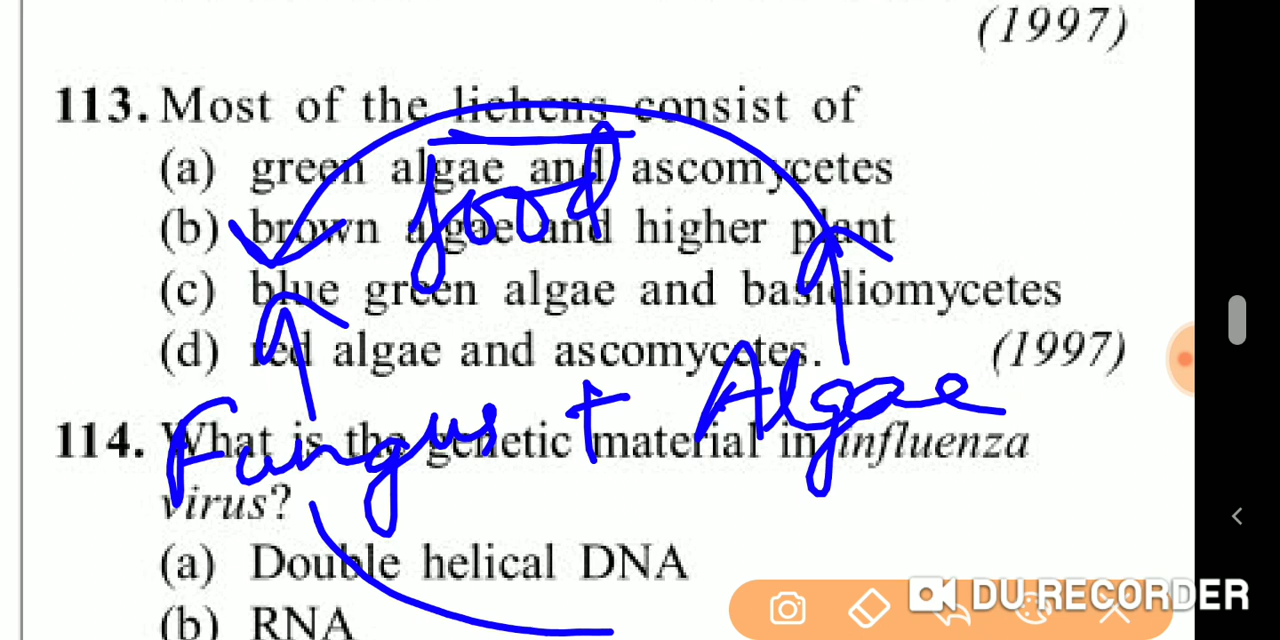 (1997)
113. Most of the lichens consist of
(a) green algae and ascomycetes
food
(b) brown algae and higher plant
(c) blue green algae and basidiomycetes
(d) red algae and ascomycetes. (1997)
Fungus + Algae
114. What is the genetic material in influenza
virus?
(a) Double helical DNA
(b) RNA
DU RECORDER